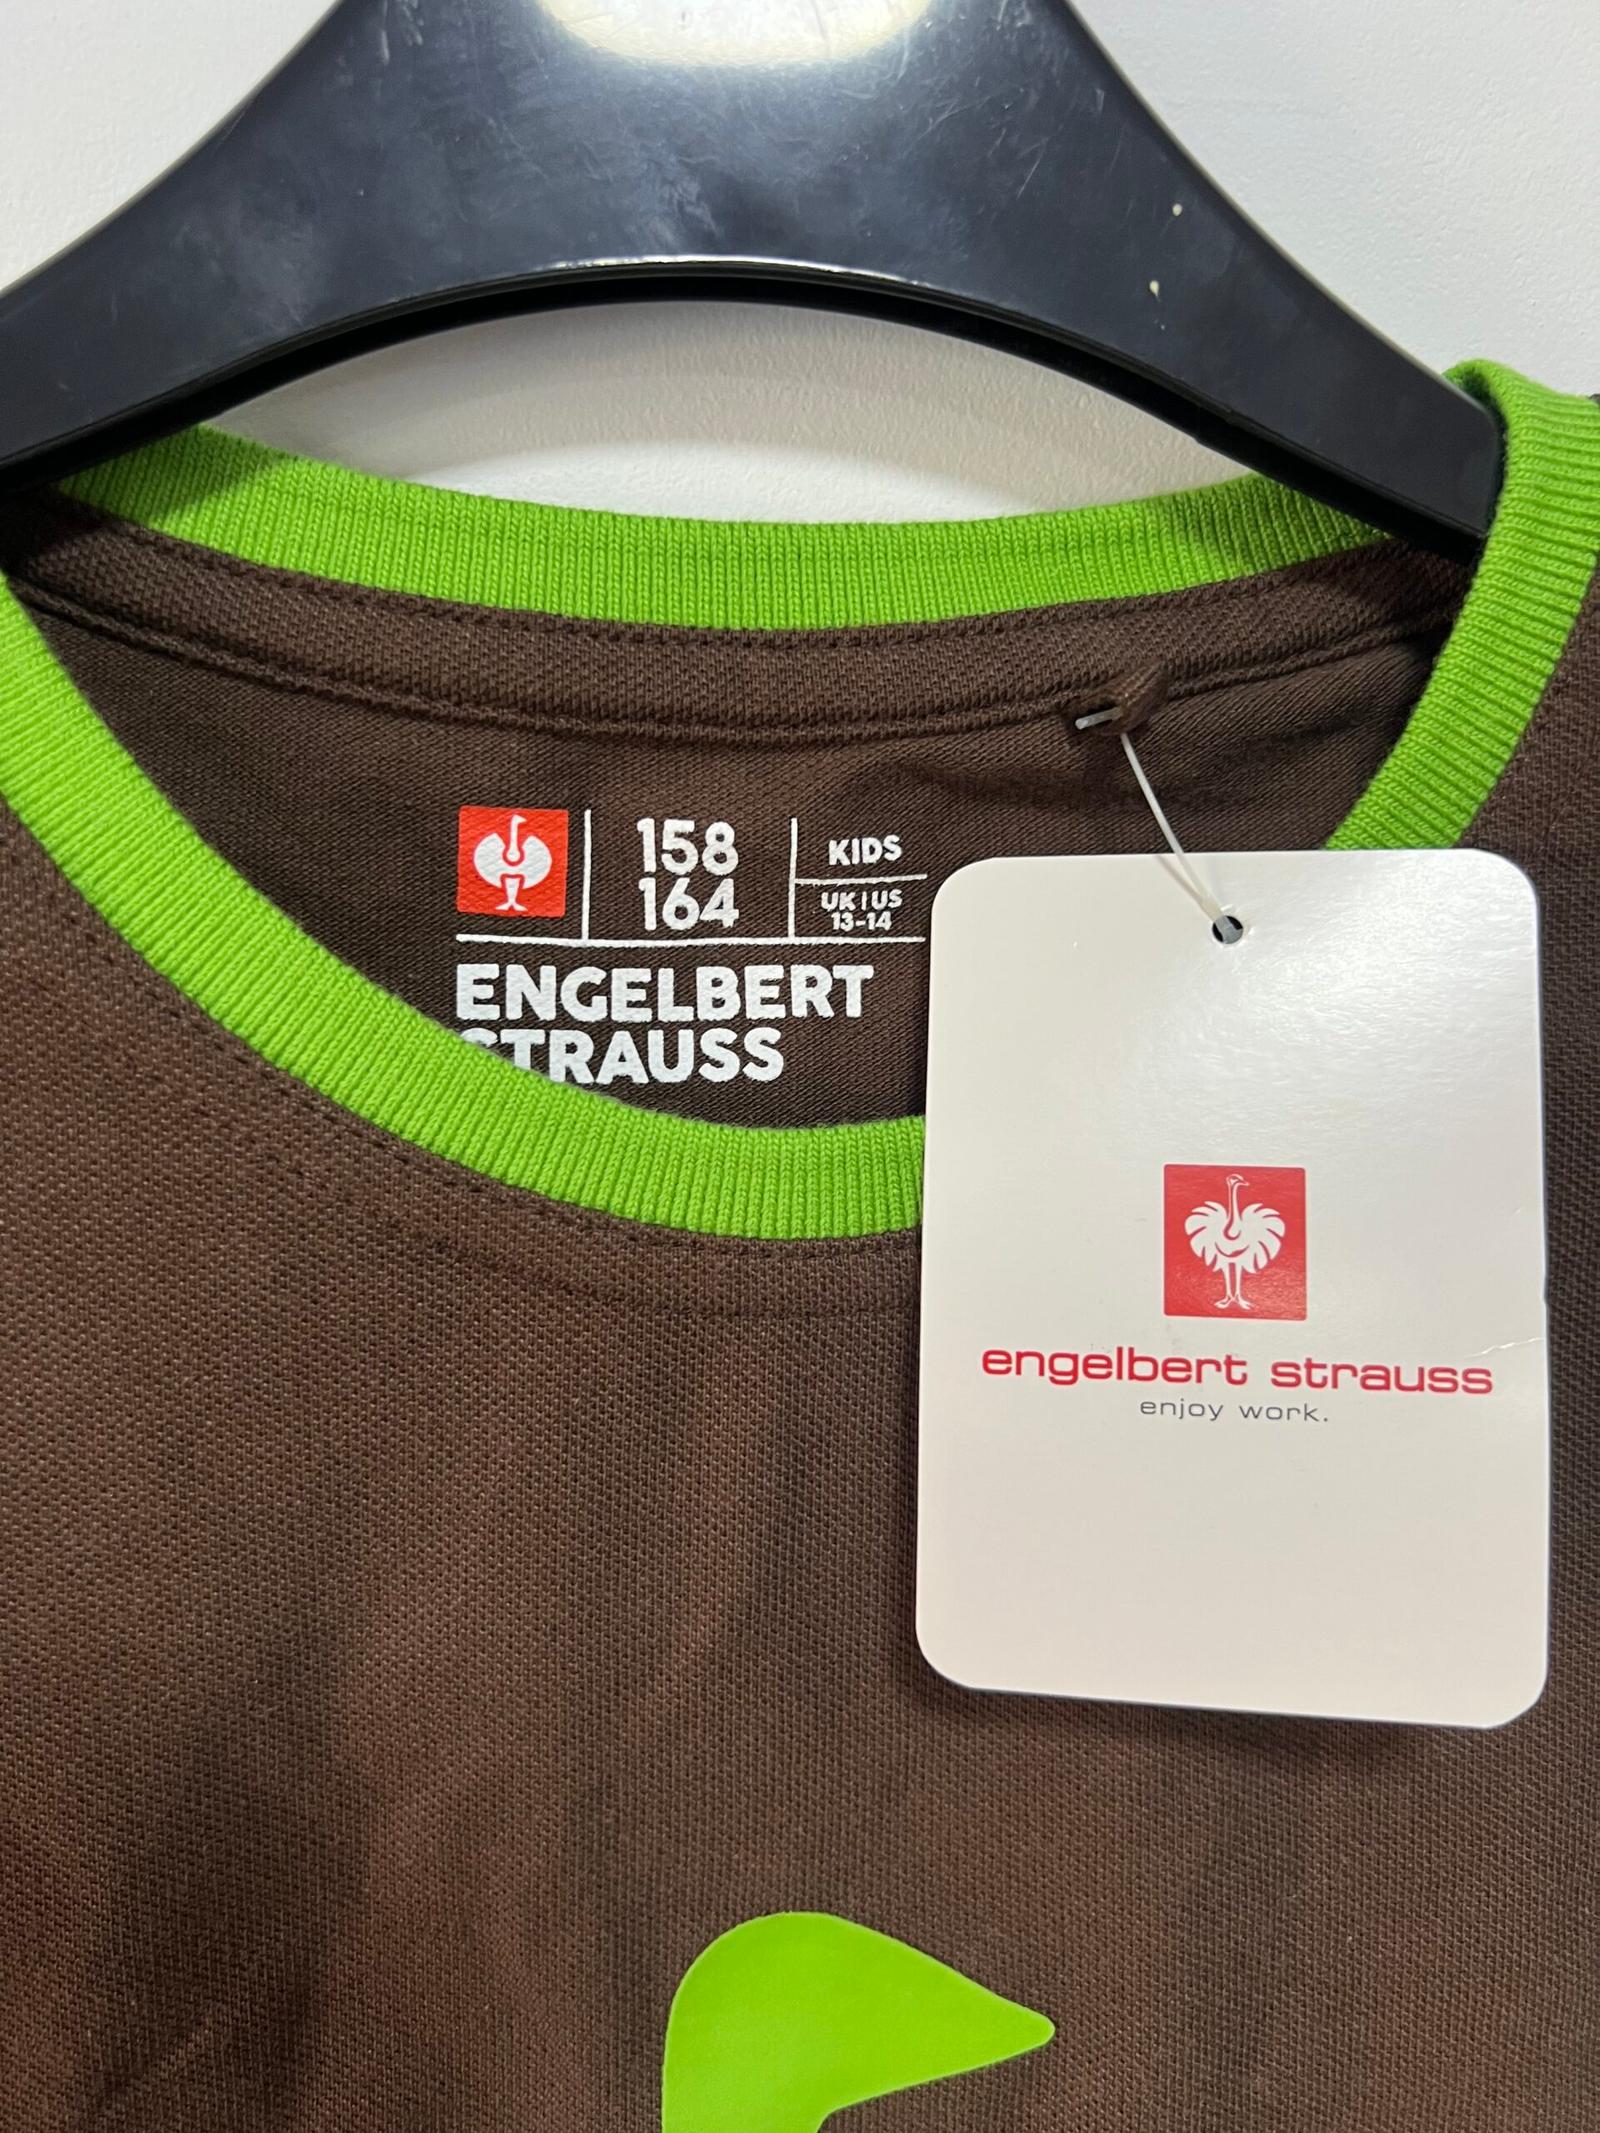 158
164
KIDS
UK | US
13-14
ENGELBERT
STRAUSS
engelbert strauss
enjoy work.